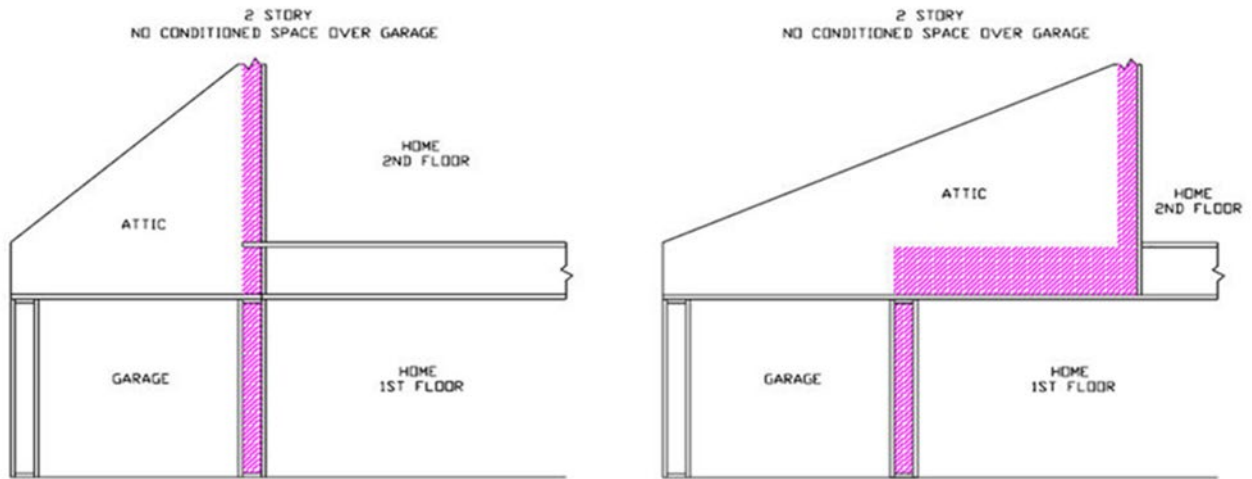 2 STORY
NO CONDITIONED SPACE OVER GARAGE
HOME
2ND FLOOR
ATTIC
GARAGE
HOME
1ST FLOOR
2 STORY
NO CONDITIONED SPACE OVER GARAGE
ATTIC
HOME
2ND FLOOR
GARAGE
HOME
1ST FLOOR